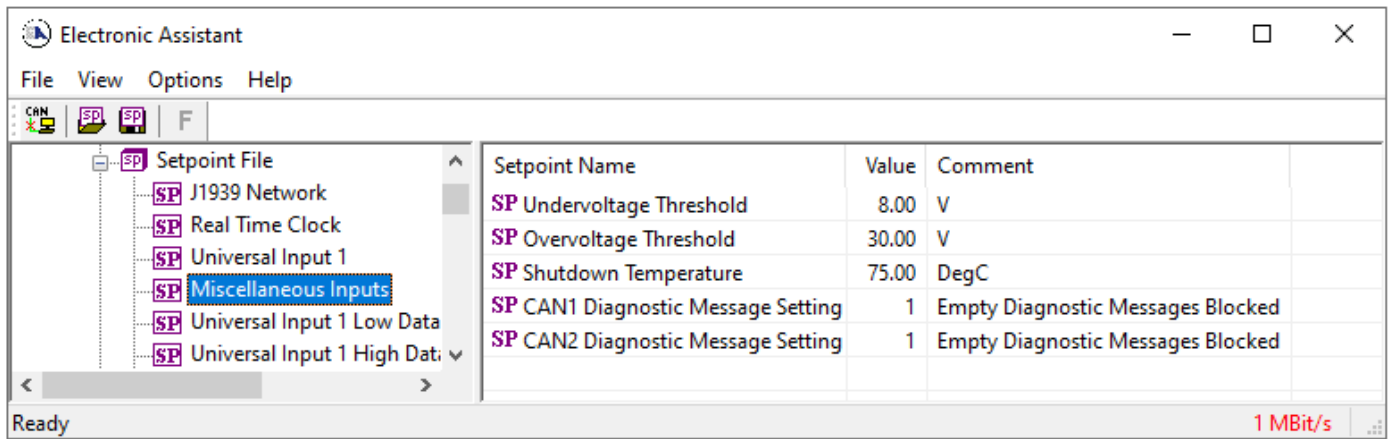 Electronic Assistant
File View Options Help
CAN SP SP F
Setpoint File
SP J1939 Network
SP Real Time Clock
SP Universal Input 1
SP Miscellaneous Inputs
SP Universal Input 1 Low Data
SP Universal Input 1 High Data
Setpoint Name Value Comment
SP Undervoltage Threshold 8.00 V
SP Overvoltage Threshold 30.00 V
SP Shutdown Temperature 75.00 DegC
SP CAN1 Diagnostic Message Setting 1 Empty Diagnostic Messages Blocked
SP CAN2 Diagnostic Message Setting 1 Empty Diagnostic Messages Blocked
Ready 1 MBit/s